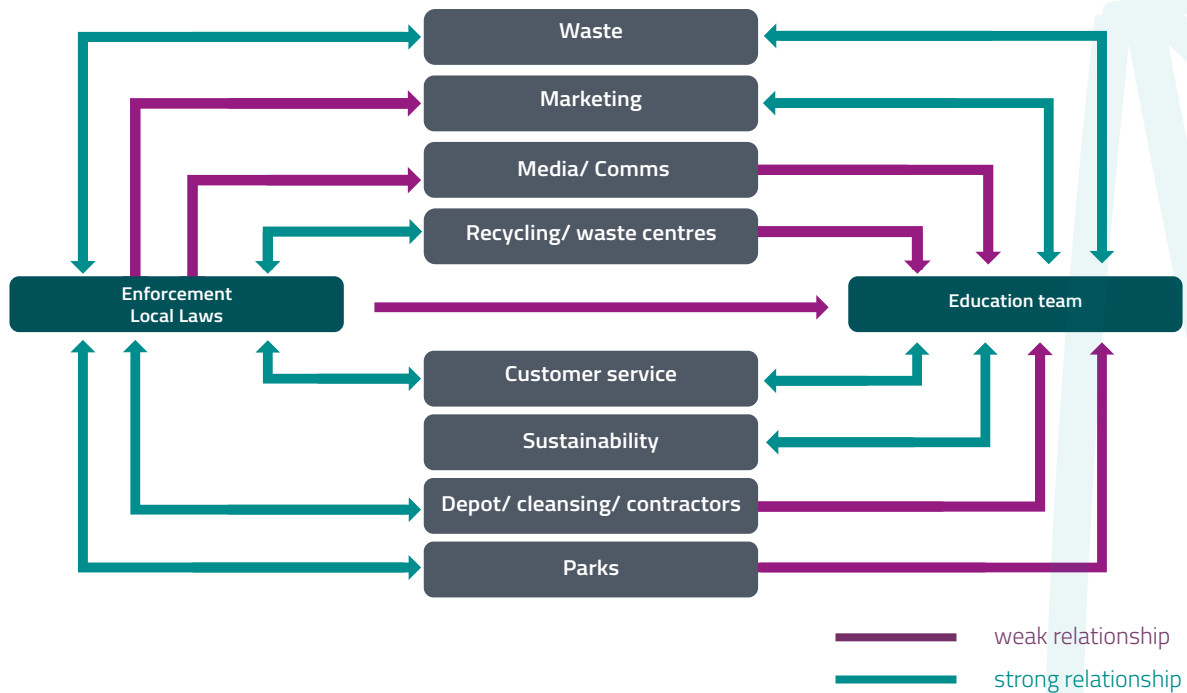 Waste
Marketing
Media/ Comms
Recycling/ waste centres
Enforcement
Local Laws
Education team
Customer service
Sustainability
Depot/ cleansing/ contractors
Parks
weak relationship
strong relationship